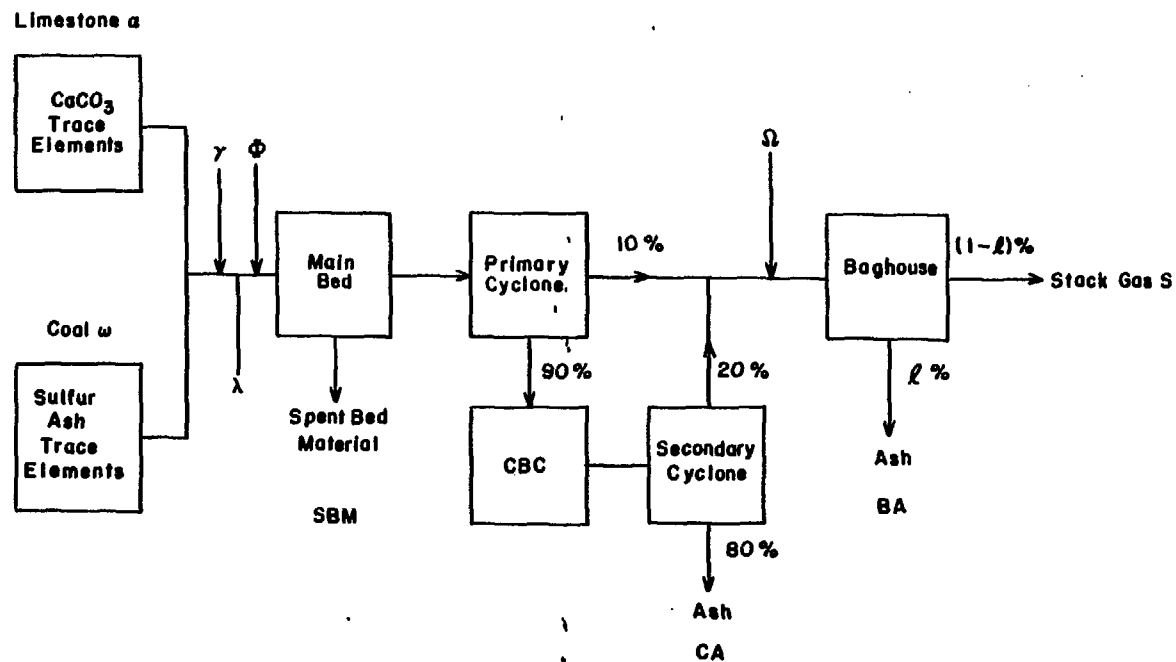 Limestone α
CaCO3
Trace
Elements
γ
Φ
λ
Coal ω
Sulfur
Ash
Trace
Elements
Main
Bed
Spent Bed
Material
SBM
Primary
Cyclone
10 %
90 %
CBC
Secondary
Cyclone
20 %
80 %
Ash
CA
Ω
Baghouse
(1-ℓ)%
Stack Gas S
ℓ %
Ash
BA